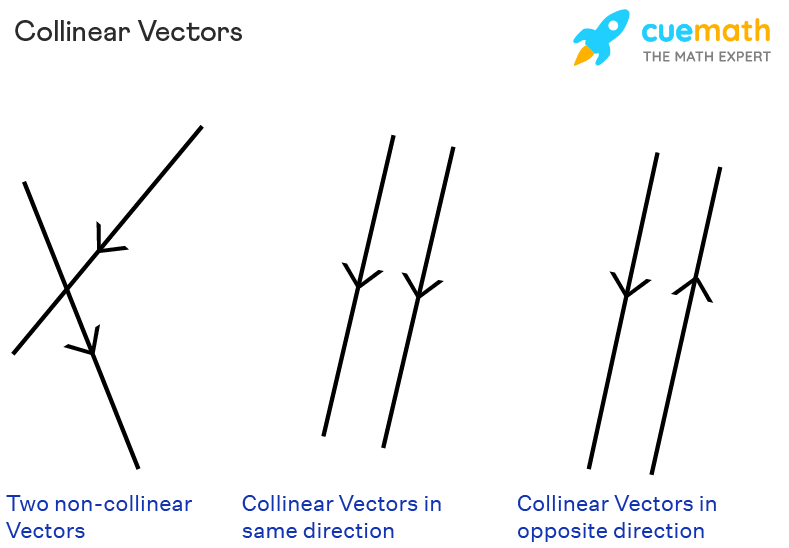 Collinear Vectors
cuemath
THE MATH EXPERT
Two non-collinear
Vectors
Collinear Vectors in
same direction
Collinear Vectors in
opposite direction